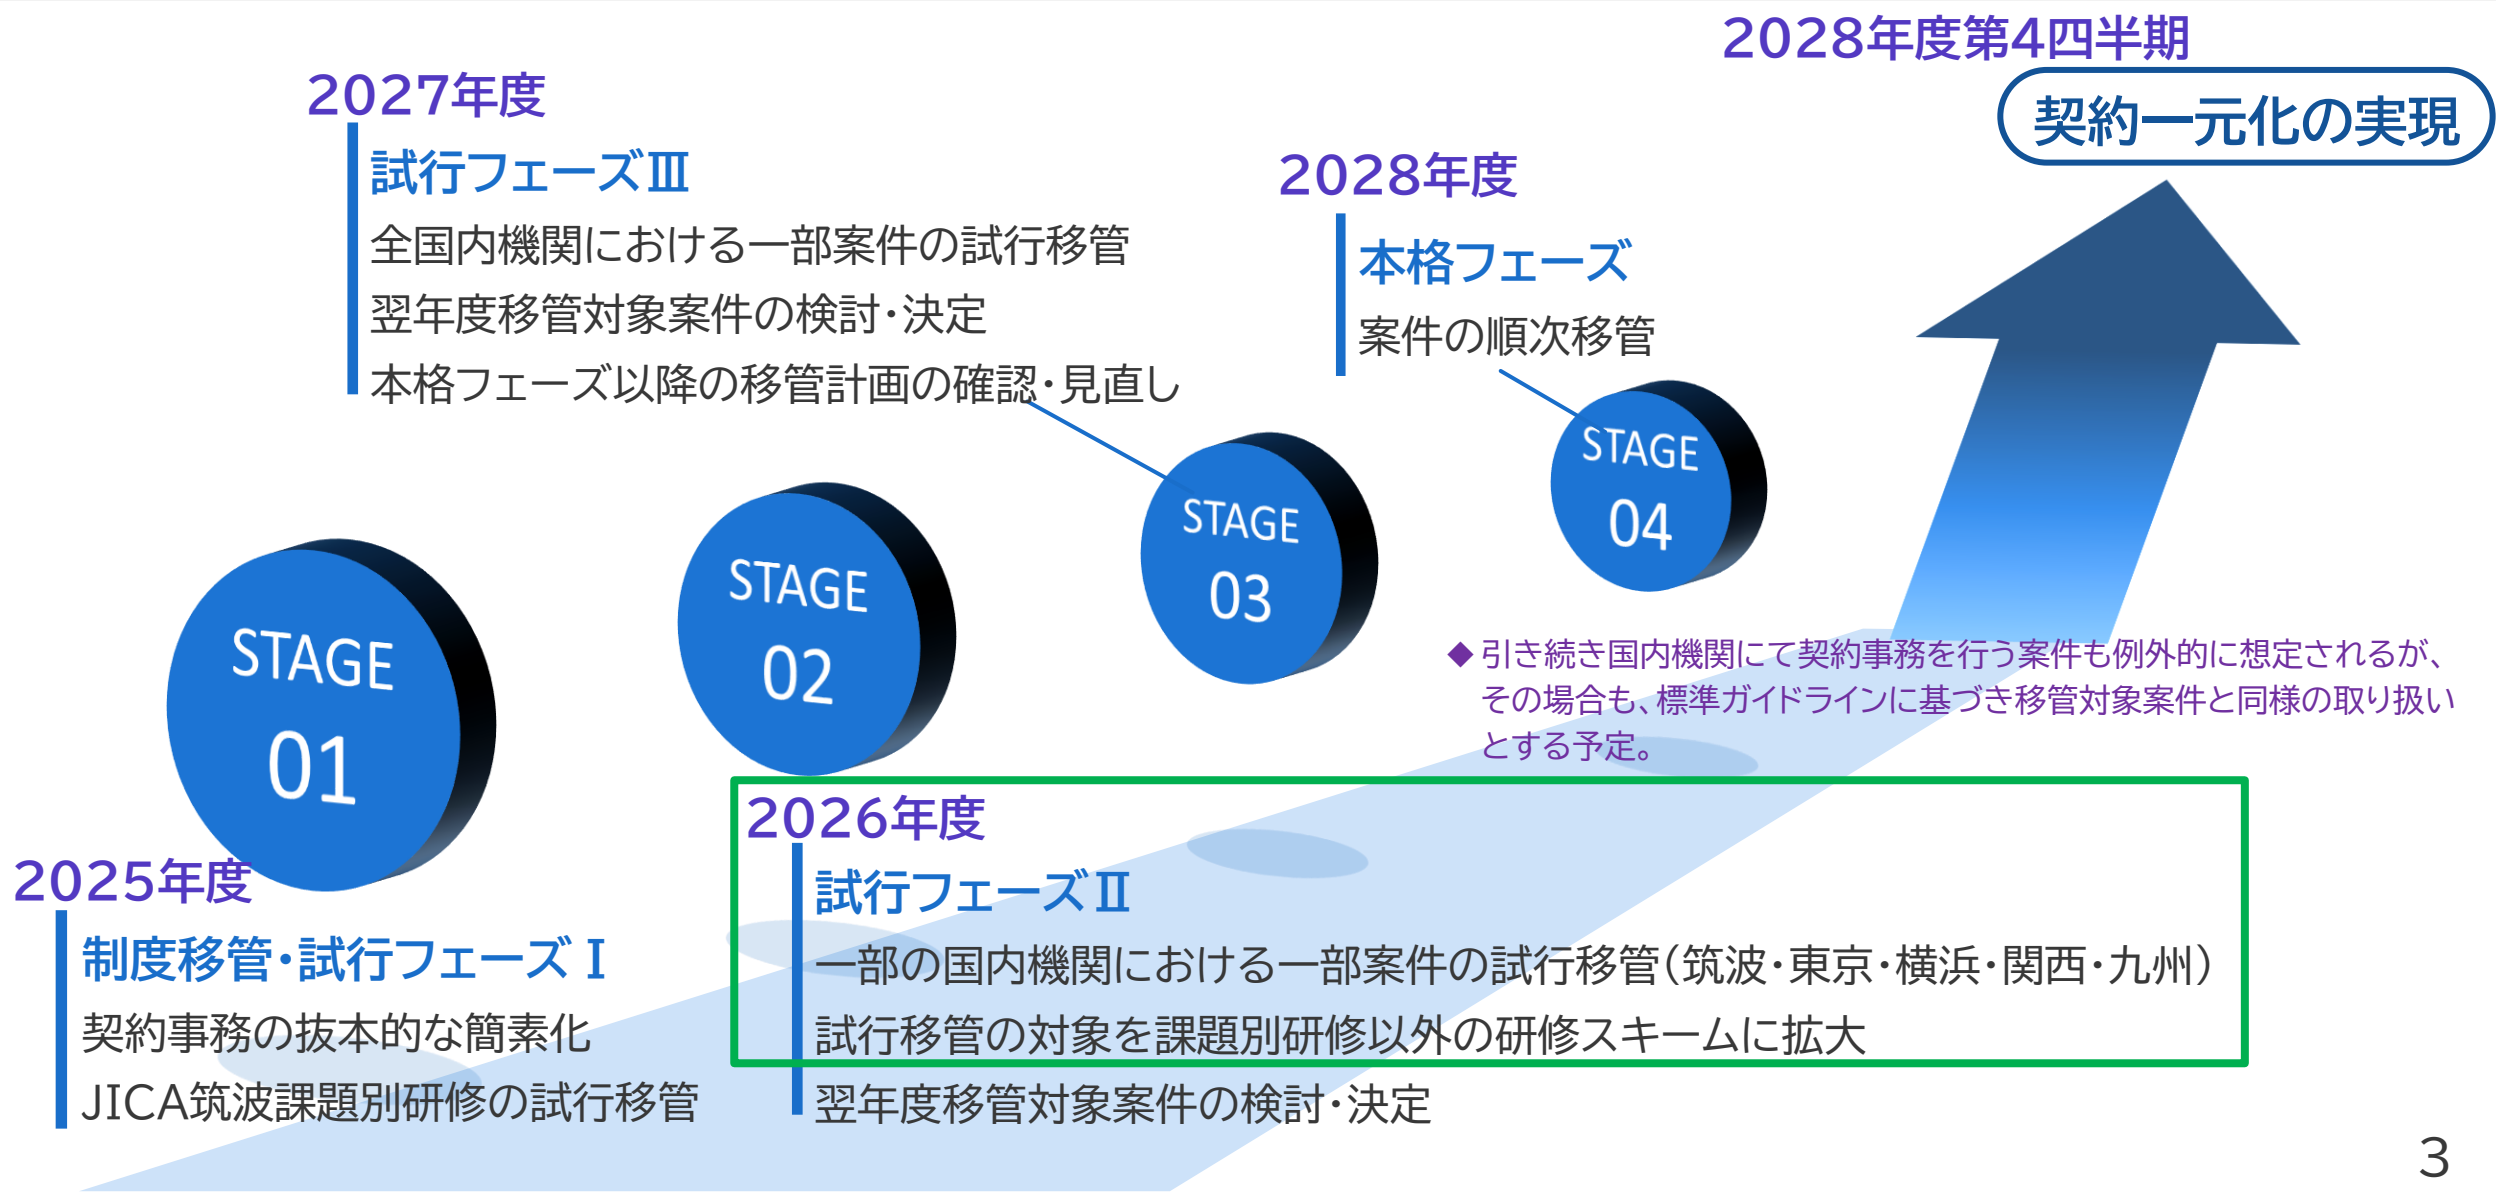 2028年度第4四半期
契約一元化の実現
2027年度
試行フェーズⅢ
全国内機関における一部案件の試行移管
翌年度移管対象案件の検討・決定
本格フェーズ以降の移管計画の確認・見直し
2028年度
本格フェーズ
案件の順次移管
STAGE
04
STAGE
03
STAGE
02
STAGE
01
◆引き続き国内機関にて契約事務を行う案件も例外的に想定されるが、
その場合も、標準ガイドラインに基づき移管対象案件と同様の取り扱い
とする予定。
2025年度
制度移管・試行フェーズⅠ
契約事務の抜本的な簡素化
JICA筑波課題別研修の試行移管
2026年度
試行フェーズⅡ
一部の国内機関における一部案件の試行移管(筑波・東京・横浜・関西・九州)
試行移管の対象を課題別研修以外の研修スキームに拡大
翌年度移管対象案件の検討・決定
3